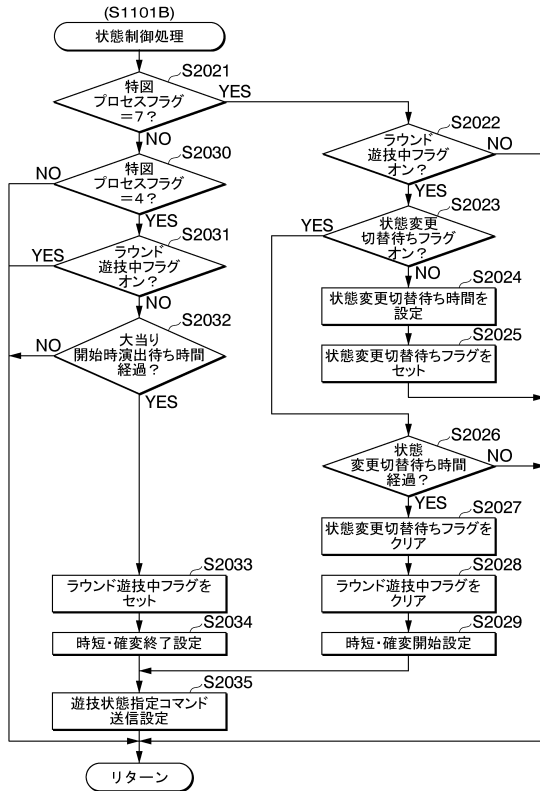 (S1101B)
状態制御処理
S2021
特図
プロセスフラグ
=7?
YES
NO
S2022
ラウンド
遊技中フラグ
オン?
NO
YES
S2030
特図
プロセスフラグ
=4?
NO
YES
S2023
状態変更
切替待ちフラグ
オン?
YES
NO
S2031
ラウンド
遊技中フラグ
オン?
YES
NO
S2024
状態変更切替待ち時間を
設定
S2025
状態変更切替待ちフラグを
セット
S2032
大当り
開始時演出待ち時間
経過?
NO
YES
S2026
状態
変更切替待ち時間
経過?
NO
YES
S2027
状態変更切替待ちフラグを
クリア
S2033
ラウンド遊技中フラグを
セット
S2028
ラウンド遊技中フラグを
クリア
S2034
時短・確変終了設定
S2029
時短・確変開始設定
S2035
遊技状態指定コマンド
送信設定
リターン